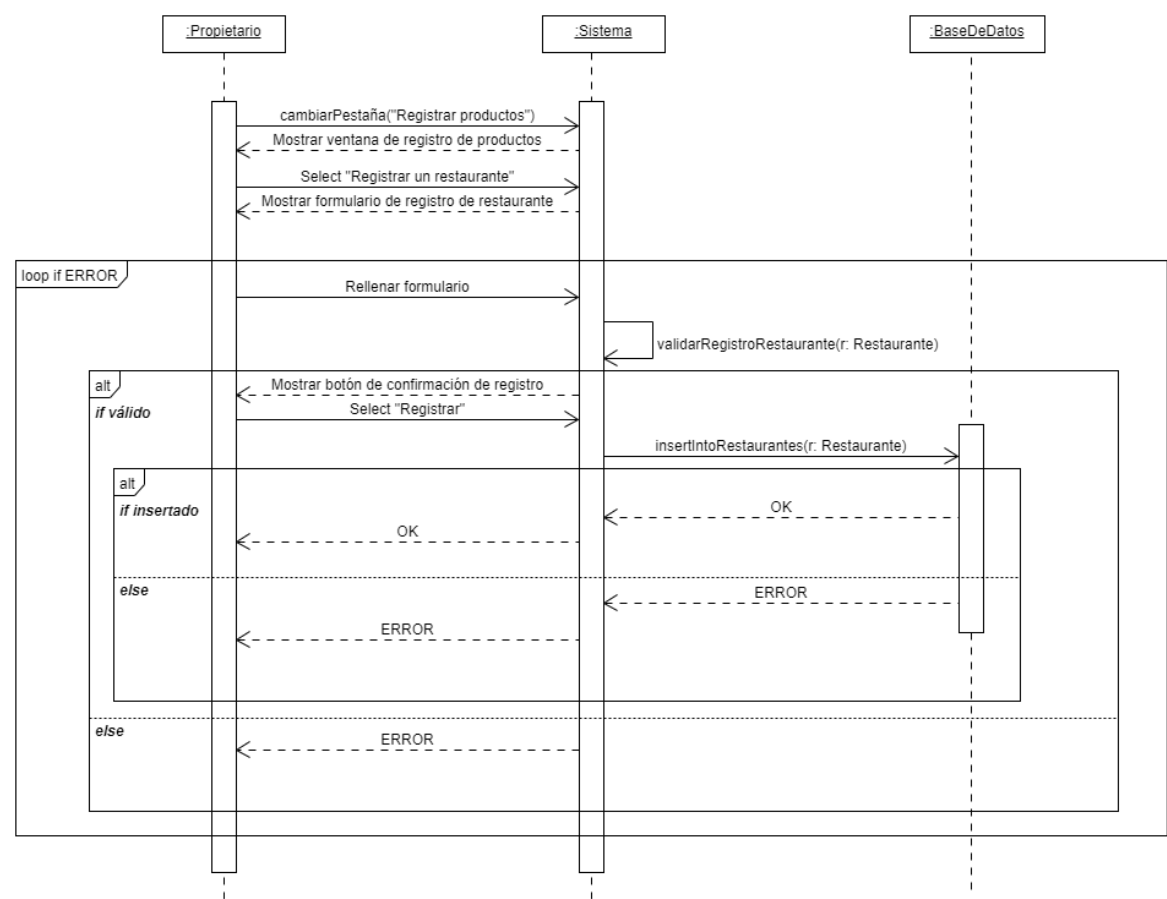 :Propietario
:Sistema
:BaseDeDatos
cambiarPestaña("Registrar productos")
Mostrar ventana de registro de productos
Select "Registrar un restaurante"
Mostrar formulario de registro de restaurante
loop if ERROR
Rellenar formulario
validarRegistroRestaurante(r: Restaurante)
alt
Mostrar botón de confirmación de registro
if válido
Select "Registrar"
insertIntoRestaurantes(r: Restaurante)
alt
if insertado
OK
OK
else
ERROR
ERROR
else
ERROR